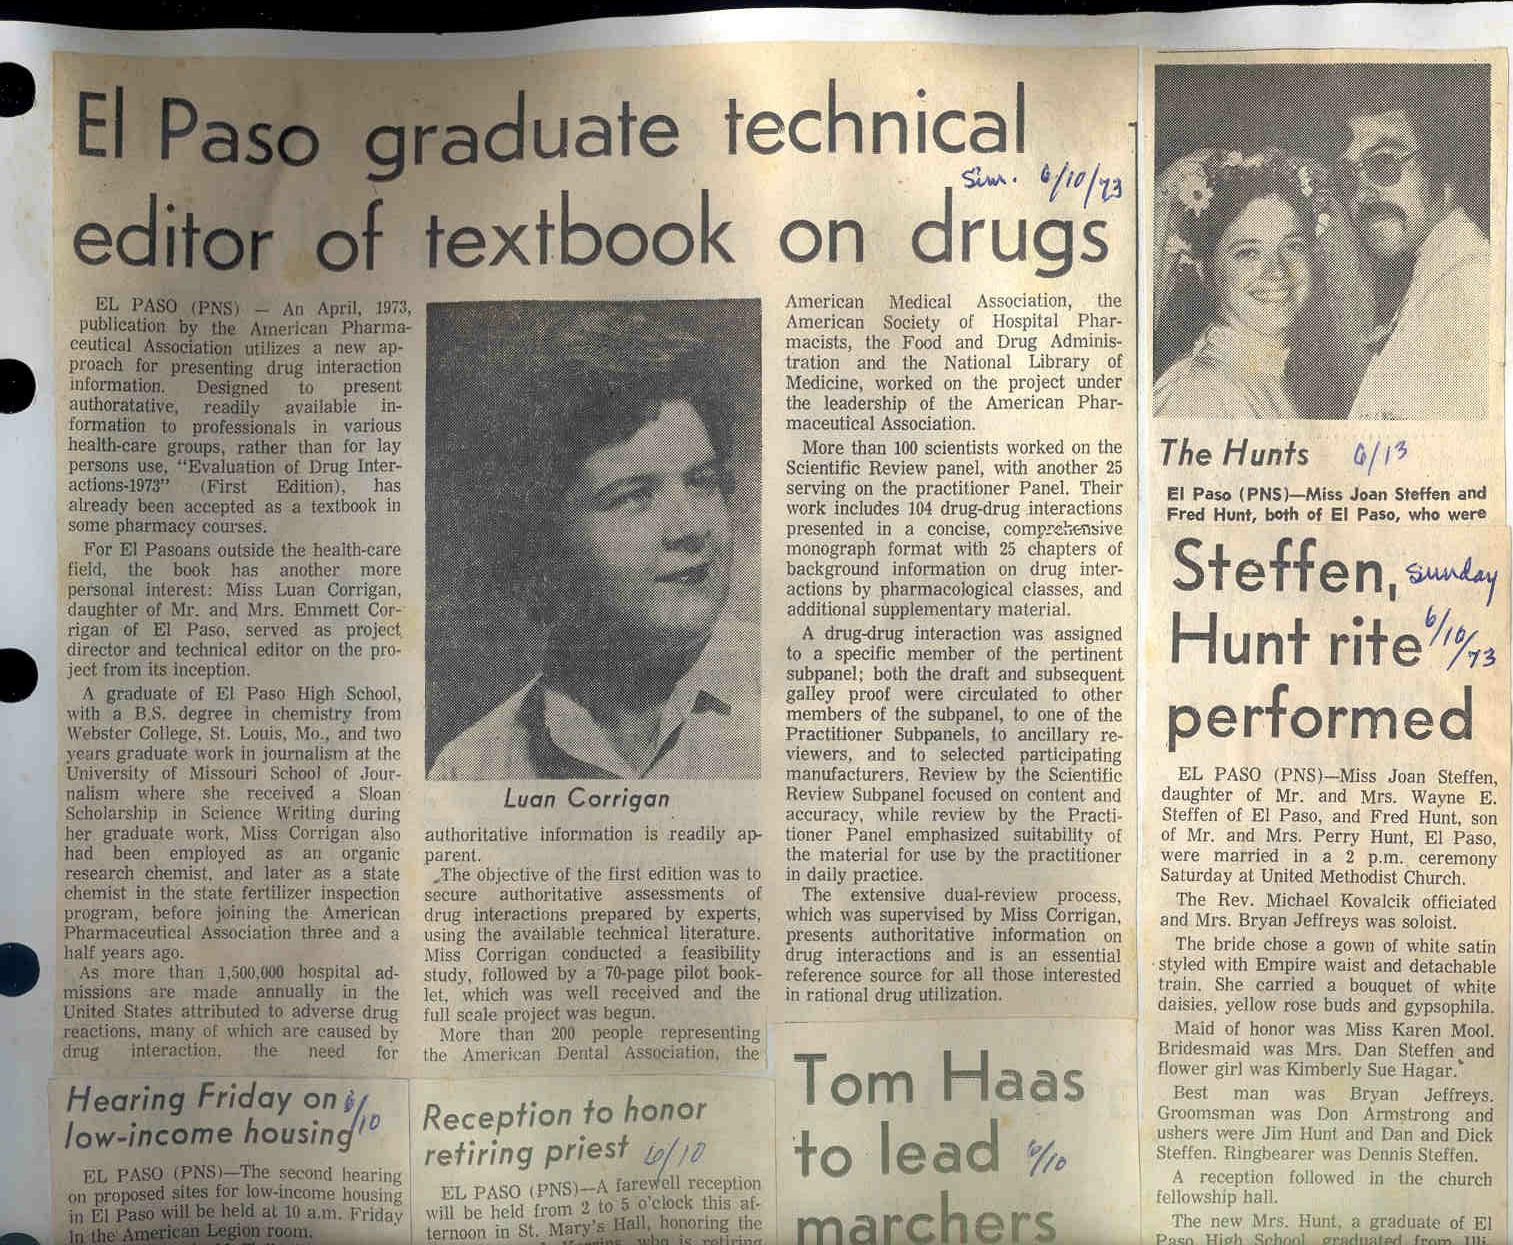 El Paso graduate technical
Sun. 6/10/73
editor of textbook on drugs
EL PASO (PNS) — An April, 1973,
publication by the American Pharma-
ceutical Association utilizes a new ap-
proach for presenting drug interaction
information. Designed to present
authoratative, readily available in-
formation to professionals in various
health-care groups, rather than for lay
persons use, "Evaluation of Drug Inter-
actions-1973" (First Edition), has
already been accepted as a textbook in
some pharmacy courses.
For El Pasoans outside the health-care
field, the book has another more
personal interest: Miss Luan Corrigan,
daughter of Mr. and Mrs. Emmett Cor-
rigan of El Paso, served as project
director and technical editor on the pro-
ject from its inception.
A graduate of El Paso High School,
with a B.S. degree in chemistry from
Webster College, St. Louis, Mo., and two
years graduate work in journalism at the
University of Missouri School of Jour-
nalism where she received a Sloan
Scholarship in Science Writing during
her graduate work, Miss Corrigan also
had been employed as an organic
research chemist, and later as a state
chemist in the state fertilizer inspection
program, before joining the American
Pharmaceutical Association three and a
half years ago.
As more than 1,500,000 hospital ad-
missions are made annually in the
United States attributed to adverse drug
reactions, many of which are caused by
drug interaction, the need for
Luan Corrigan
authoritative information is readily ap-
parent.
The objective of the first edition was to
secure authoritative assessments of
drug interactions prepared by experts,
using the available technical literature.
Miss Corrigan conducted a feasibility
study, followed by a 70-page pilot book-
let, which was well received and the
full scale project was begun.
More than 200 people representing
the American Dental Association, the
American Medical Association, the
American Society of Hospital Phar-
macists, the Food and Drug Adminis-
tration and the National Library of
Medicine, worked on the project under
the leadership of the American Phar-
maceutical Association.
More than 100 scientists worked on the
Scientific Review panel, with another 25
serving on the practitioner Panel. Their
work includes 104 drug-drug interactions
presented in a concise, comprehensive
monograph format with 25 chapters of
background information on drug inter-
actions by pharmacological classes, and
additional supplementary material.
A drug-drug interaction was assigned
to a specific member of the pertinent
subpanel; both the draft and subsequent
galley proof were circulated to other
members of the subpanel, to one of the
Practitioner Subpanels, to ancillary re-
viewers, and to selected participating
manufacturers. Review by the Scientific
Review Subpanel focused on content and
accuracy, while review by the Practi-
tioner Panel emphasized suitability of
the material for use by the practitioner
in daily practice.
The extensive dual-review process,
which was supervised by Miss Corrigan,
presents authoritative information on
drug interactions and is an essential
reference source for all those interested
in rational drug utilization.
The Hunts 6/13
El Paso (PNS)—Miss Joan Steffen and
Fred Hunt, both of El Paso, who were
Steffen, Sunday
Hunt rite 6/10/73
performed
EL PASO (PNS)—Miss Joan Steffen,
daughter of Mr. and Mrs. Wayne E.
Steffen of El Paso, and Fred Hunt, son
of Mr. and Mrs. Perry Hunt, El Paso,
were married in a 2 p.m. ceremony
Saturday at United Methodist Church.
The Rev. Michael Kovalcik officiated
and Mrs. Bryan Jeffreys was soloist.
The bride chose a gown of white satin
styled with Empire waist and detachable
train. She carried a bouquet of white
daisies, yellow rose buds and gypsophila.
Maid of honor was Miss Karen Mool.
Bridesmaid was Mrs. Dan Steffen and
flower girl was Kimberly Sue Hagar.
Best man was Bryan Jeffreys.
Groomsman was Don Armstrong and
ushers were Jim Hunt and Dan and Dick
Steffen. Ringbearer was Dennis Steffen.
A reception followed in the church
fellowship hall.
The new Mrs. Hunt, a graduate of El
Paso High School, graduated from Illi-
Hearing Friday on 6/10
low-income housing
EL PASO (PNS)—The second hearing
on proposed sites for low-income housing
in El Paso will be held at 10 a.m. Friday
in the American Legion room.
Reception to honor
retiring priest 6/10
EL PASO (PNS)—A farewell reception
will be held from 2 to 5 o'clock this af-
ternoon in St. Mary's Hall, honoring the
who is retiring
Tom Haas
to lead 6/10
marchers